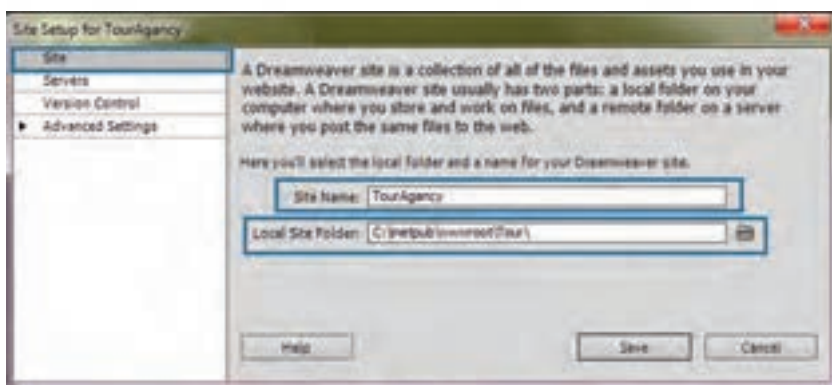 Site Setup for TourAgancy
Site
Servers
Version Control
Advanced Settings
A Dreamweaver site is a collection of all of the files and assets you use in your
website. A Dreamweaver site usually has two parts: a local folder on your
computer where you store and work on files, and a remote folder on a server
where you post the same files to the web.
Here you'll select the local folder and a name for your Dreamweaver site.
Site Name: TourAgancy
Local Site Folder: C:\inetpub\wwwroot\Tour\
Help
Save
Cancel